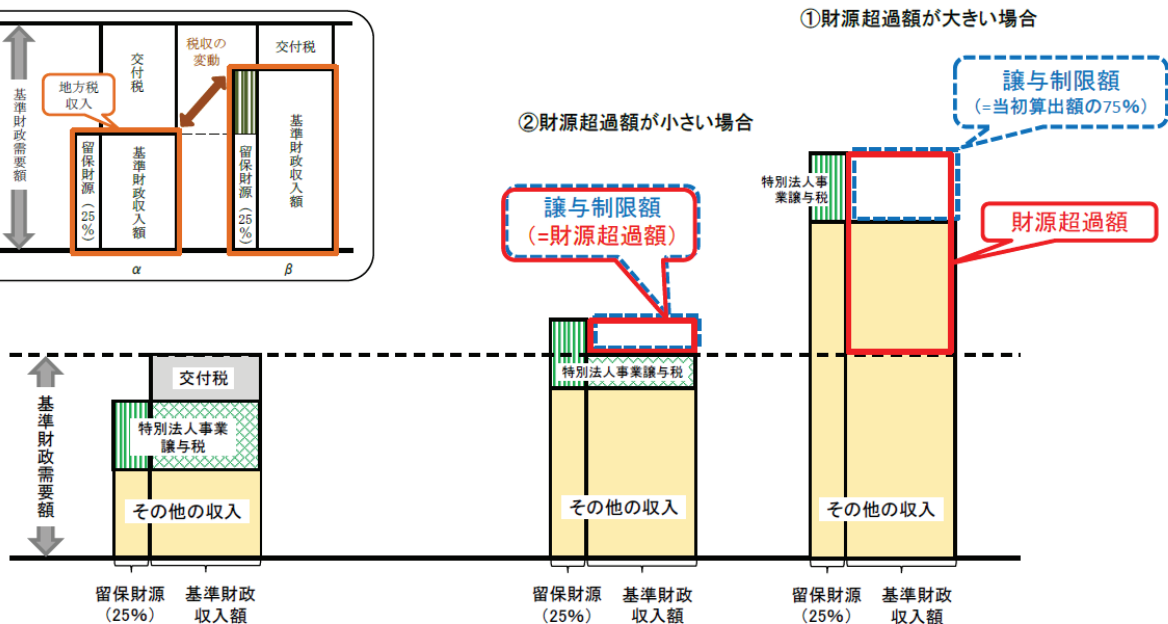 ①財源超過額が大きい場合
譲与制限額
(=当初算出額の75%)
特別法人事
業譲与税
財源超過額
その他の収入
留保財源
(25%)
基準財政
収入額
②財源超過額が小さい場合
譲与制限額
(=財源超過額)
特別法人事業譲与税
その他の収入
留保財源
(25%)
基準財政
収入額
基準財政需要額
交付税
地方税
収入
留保財源(25%)
基準財政収入額
α
税収の
変動
交付税
留保財源(25%)
基準財政収入額
β
基準財政需要額
交付税
特別法人事業
譲与税
その他の収入
留保財源
(25%)
基準財政
収入額